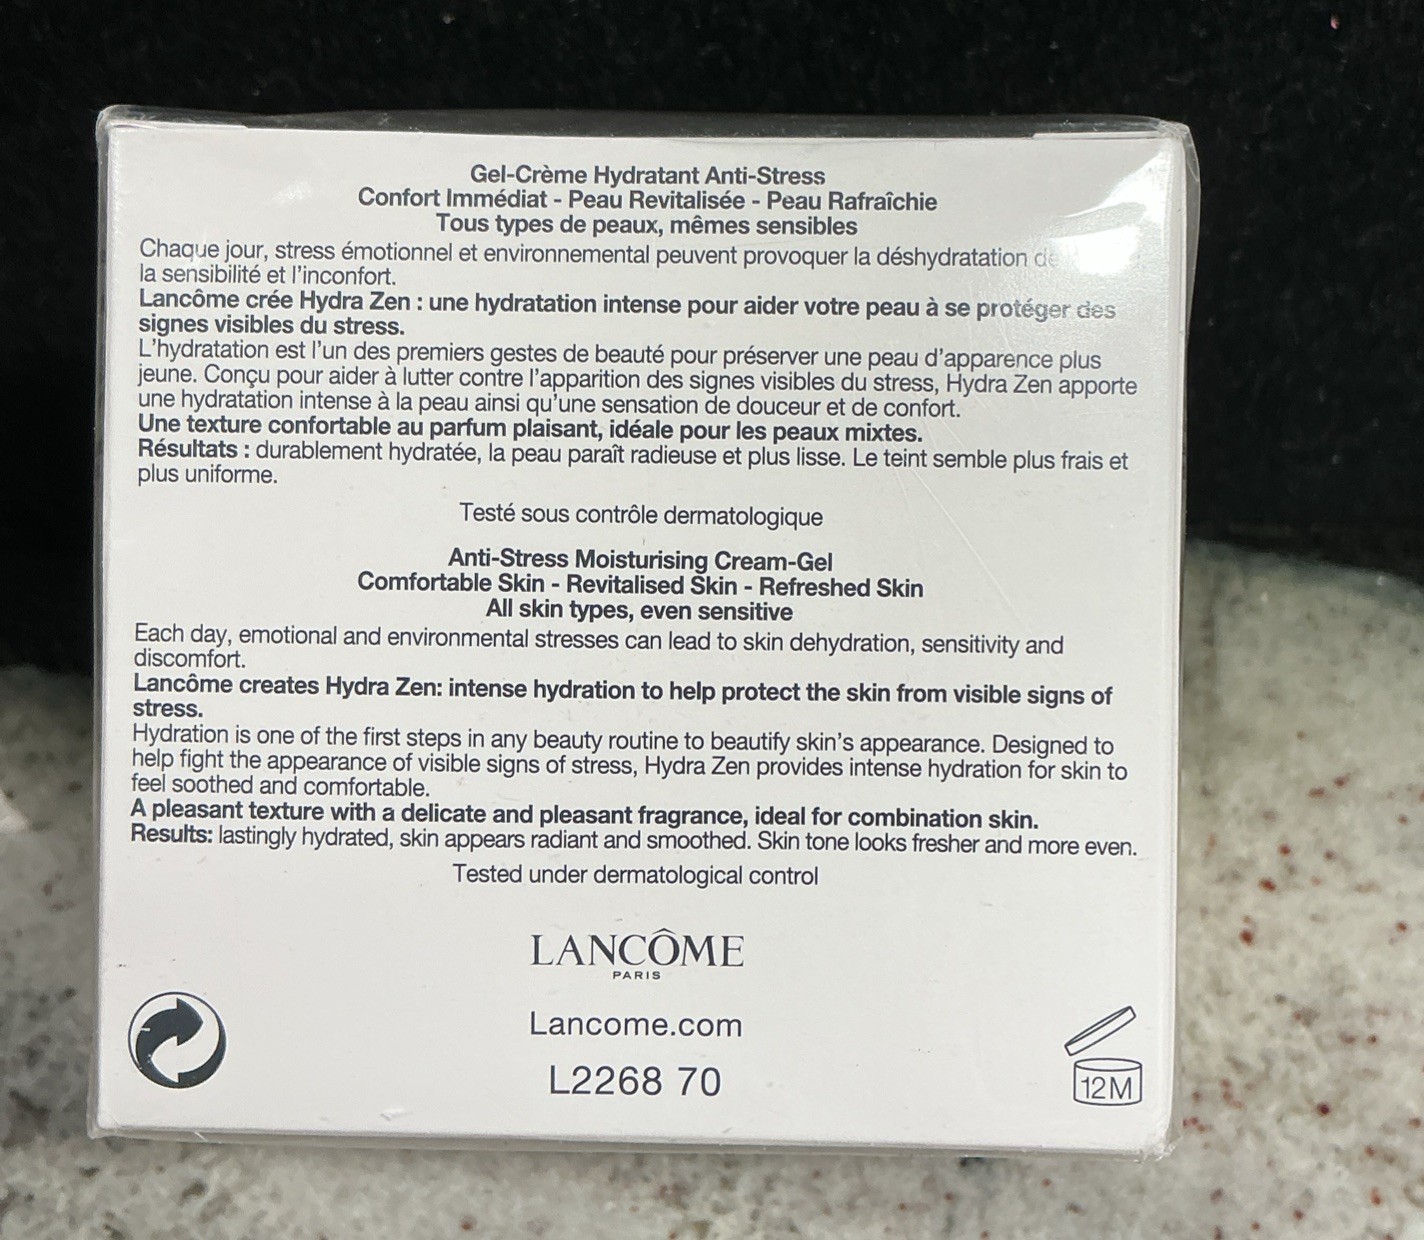 Gel-Crème Hydratant Anti-Stress
Confort Immédiat - Peau Revitalisée - Peau Rafraîchie
Tous types de peaux, mêmes sensibles
Chaque jour, stress émotionnel et environnemental peuvent provoquer la déshydratation de
la sensibilité et l'inconfort.
Lancôme crée Hydra Zen : une hydratation intense pour aider votre peau à se protéger des
signes visibles du stress.
L'hydratation est l'un des premiers gestes de beauté pour préserver une peau d'apparence plus
jeune. Conçu pour aider à lutter contre l'apparition des signes visibles du stress, Hydra Zen apporte
une hydratation intense à la peau ainsi qu'une sensation de douceur et de confort.
Une texture confortable au parfum plaisant, idéale pour les peaux mixtes.
Résultats : durablement hydratée, la peau paraît radieuse et plus lisse. Le teint semble plus frais et
plus uniforme.
Testé sous contrôle dermatologique
Anti-Stress Moisturising Cream-Gel
Comfortable Skin - Revitalised Skin - Refreshed Skin
All skin types, even sensitive
Each day, emotional and environmental stresses can lead to skin dehydration, sensitivity and
discomfort.
Lancôme creates Hydra Zen: intense hydration to help protect the skin from visible signs of
stress.
Hydration is one of the first steps in any beauty routine to beautify skin's appearance. Designed to
help fight the appearance of visible signs of stress, Hydra Zen provides intense hydration for skin to
feel soothed and comfortable.
A pleasant texture with a delicate and pleasant fragrance, ideal for combination skin.
Results: lastingly hydrated, skin appears radiant and smoothed. Skin tone looks fresher and more even.
Tested under dermatological control
LANCÔME
PARIS
Lancome.com
L2268 70
12M